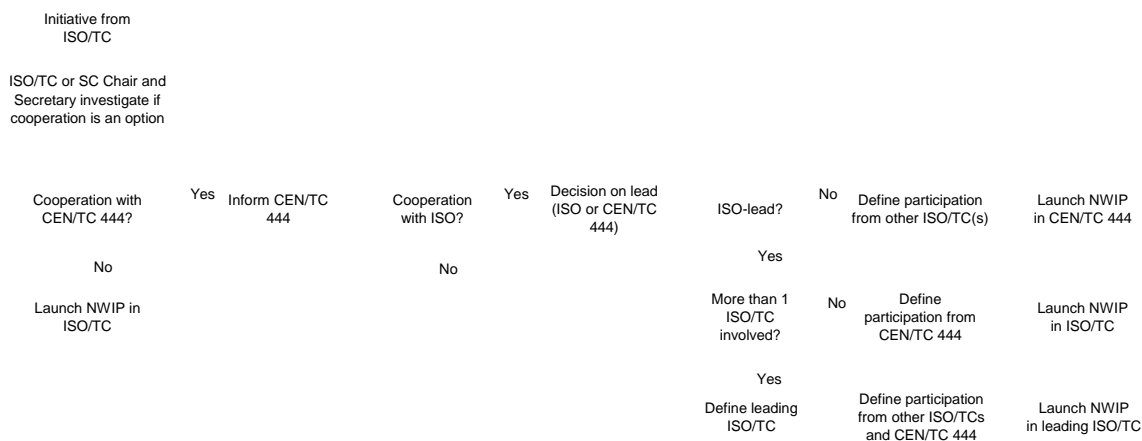 Initiative from
ISO/TC
ISO/TC or SC Chair and
Secretary investigate if
cooperation is an option
Cooperation with
CEN/TC 444?
Yes
Inform CEN/TC
444
Cooperation
with ISO?
Yes
Decision on lead
(ISO or CEN/TC
444)
ISO-lead?
No
Define participation
from other ISO/TC(s)
Launch NWIP
in CEN/TC 444
No
No
Yes
Launch NWIP in
ISO/TC
More than 1
ISO/TC
involved?
No
Define
participation from
CEN/TC 444
Launch NWIP
in ISO/TC
Yes
Define leading
ISO/TC
Define participation
from other ISO/TCs
and CEN/TC 444
Launch NWIP
in leading ISO/TC